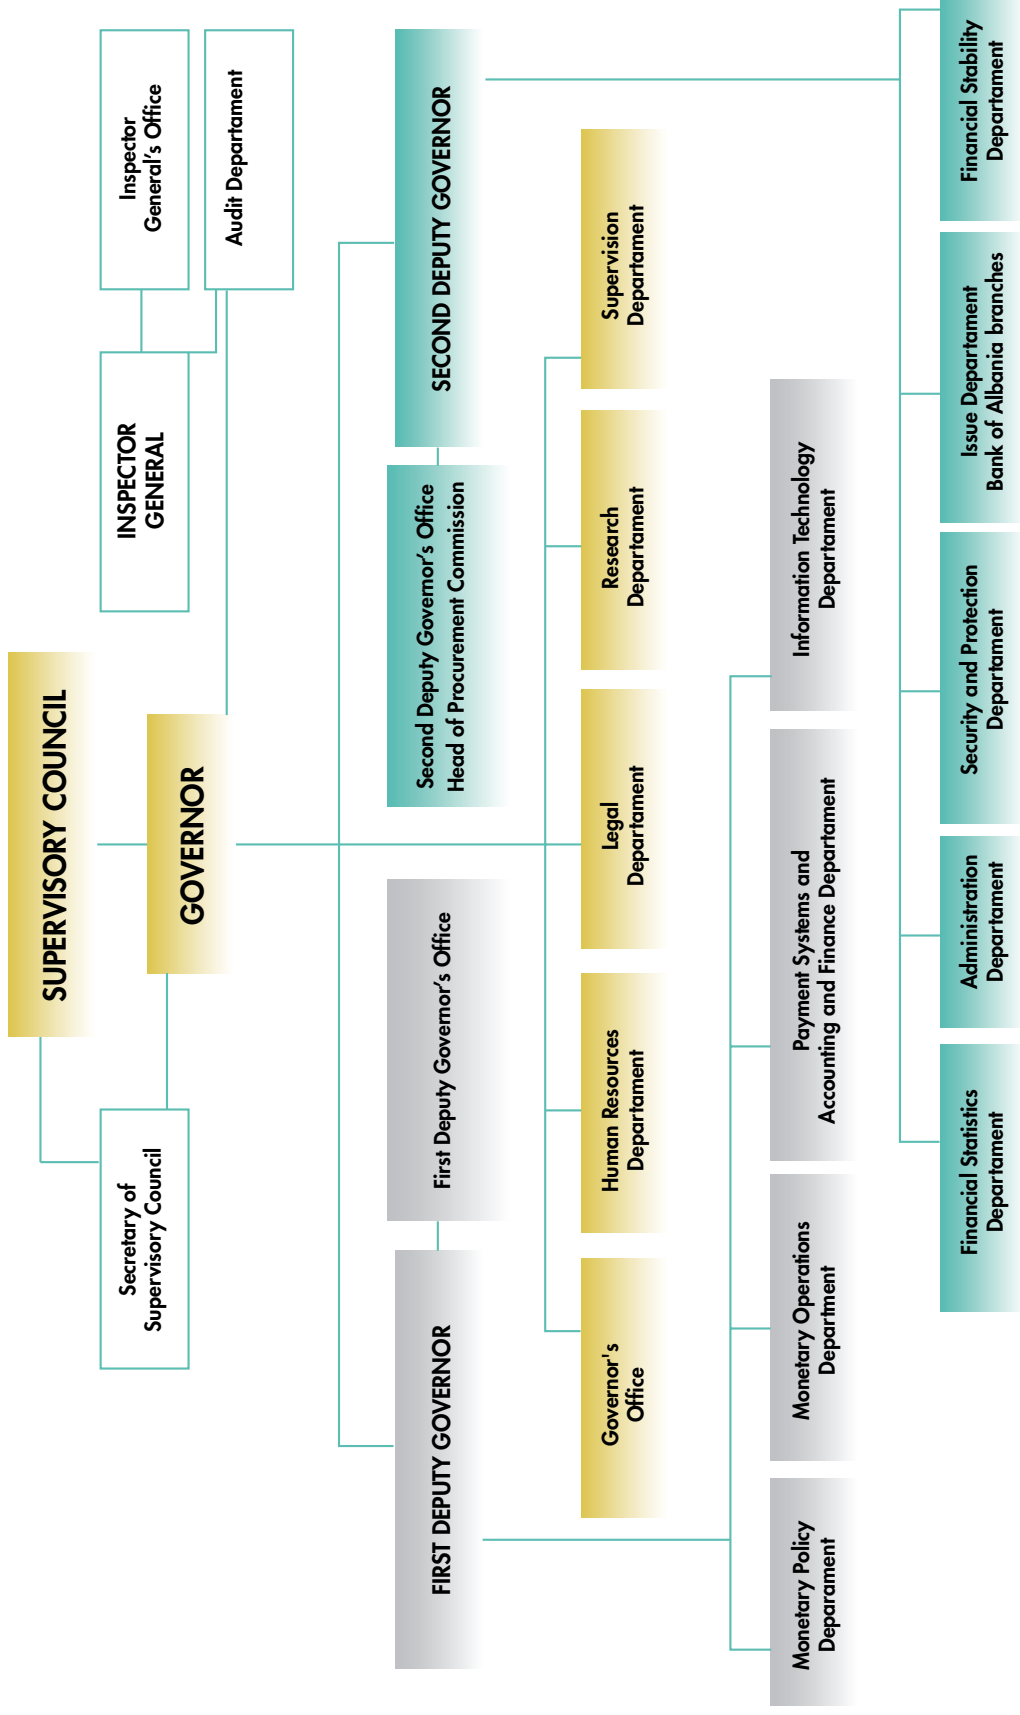 SUPERVISORY COUNCIL
GOVERNOR
Secretary of
Supervisory Council
INSPECTOR
GENERAL
Inspector
General's Office
Audit Departament
FIRST DEPUTY GOVERNOR
First Deputy Governor's Office
Second Deputy Governor's Office
Head of Procurement Commission
SECOND DEPUTY GOVERNOR
Governor's
Office
Human Resources
Departament
Legal
Departament
Research
Departament
Supervision
Departament
Monetary Policy
Deparament
Monetary Operations
Department
Payment Systems and
Accounting and Finance Departament
Information Technology
Departament
Financial Statistics
Departament
Administration
Departament
Security and Protection
Departament
Issue Departament
Bank of Albania branches
Financial Stability
Departament